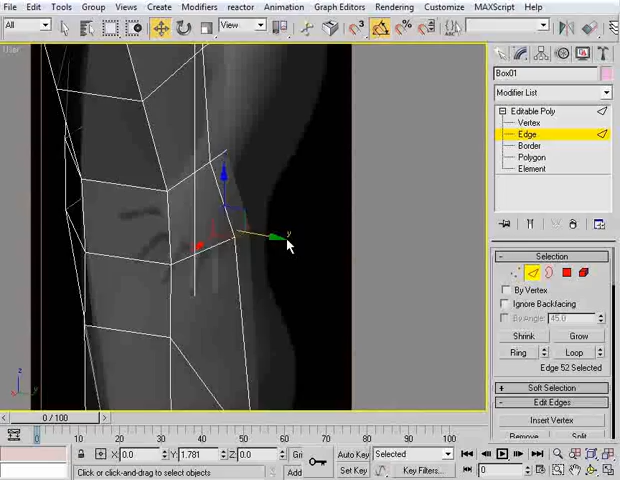 File Edit Tools Group Views Create Modifiers reactor Animation Graph Editors Rendering Customize MAXScript Help
All View
User
Box01
Modifier List
Editable Poly
Vertex
Edge
Border
Polygon
Element
y
Selection
By Vertex
Ignore Backfacing
By Angle: 45.0
Shrink Grow
Ring Loop
Edge 52 Selected
Soft Selection
Edit Edges
Insert Vertex
Remove Split
z
x y
0 / 100
0 10 20 30 40 50 60 70 80 90 100
X: 0.0 Y: 1.781 Z: 0.0 Gri Auto Key Selected
Click or click-and-drag to select objects Add Set Key Key Filters... 0